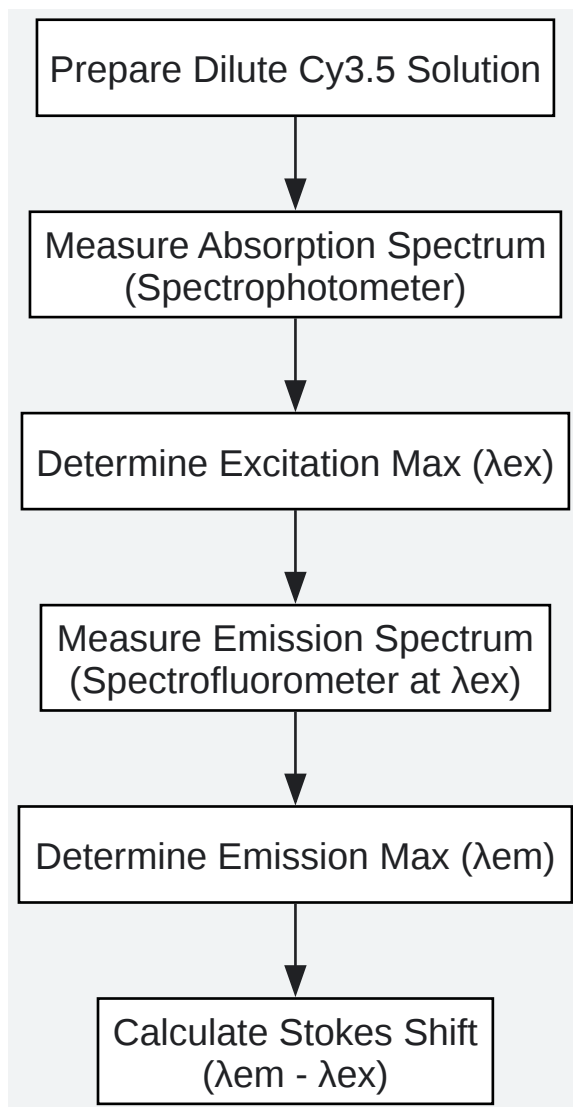 Prepare Dilute Cy3.5 Solution
Measure Absorption Spectrum
(Spectrophotometer)
Determine Excitation Max (λex)
Measure Emission Spectrum
(Spectrofluorometer at λex)
Determine Emission Max (λem)
Calculate Stokes Shift
(λem - λex)